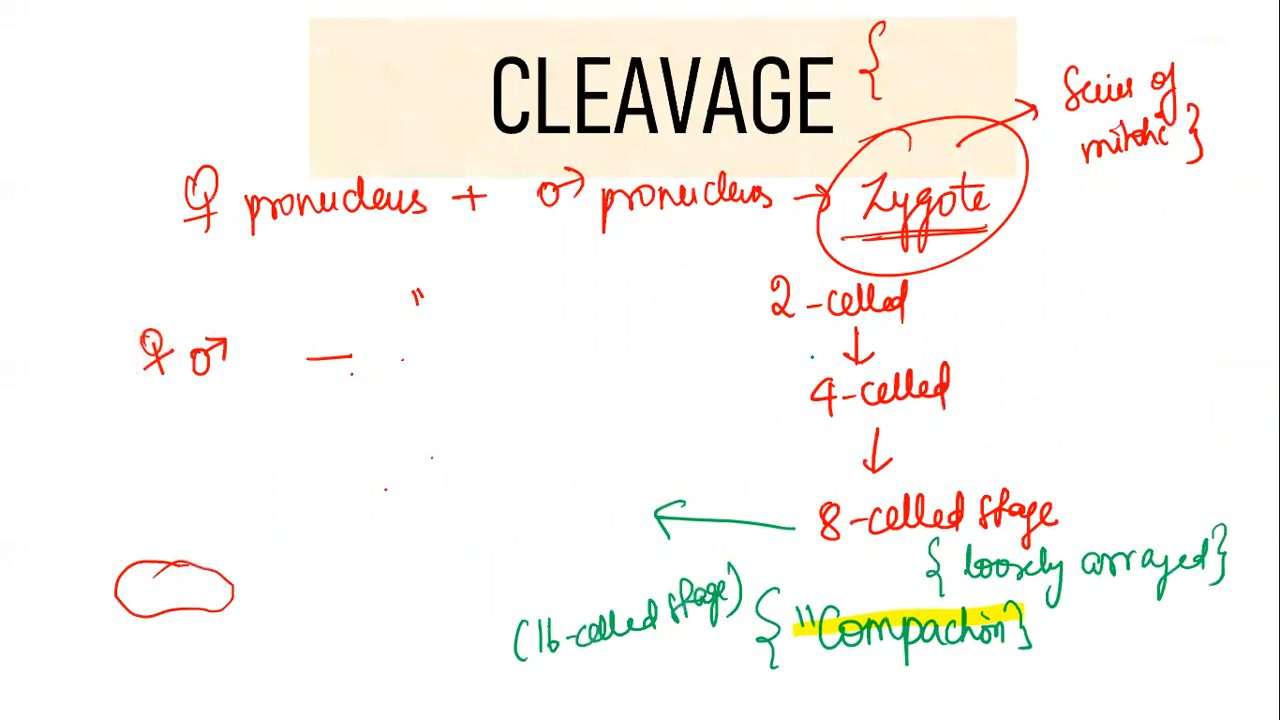 CLEAVAGE {
Series of
mitotic }
♀ pronucleus + ♂ pronucleus → Zygote
2-celled
"
♀ ♂ —
↓
4-celled
↓
8-celled stage
←
{ loosely arrayed }
(16-celled stage)
{ "Compaction }